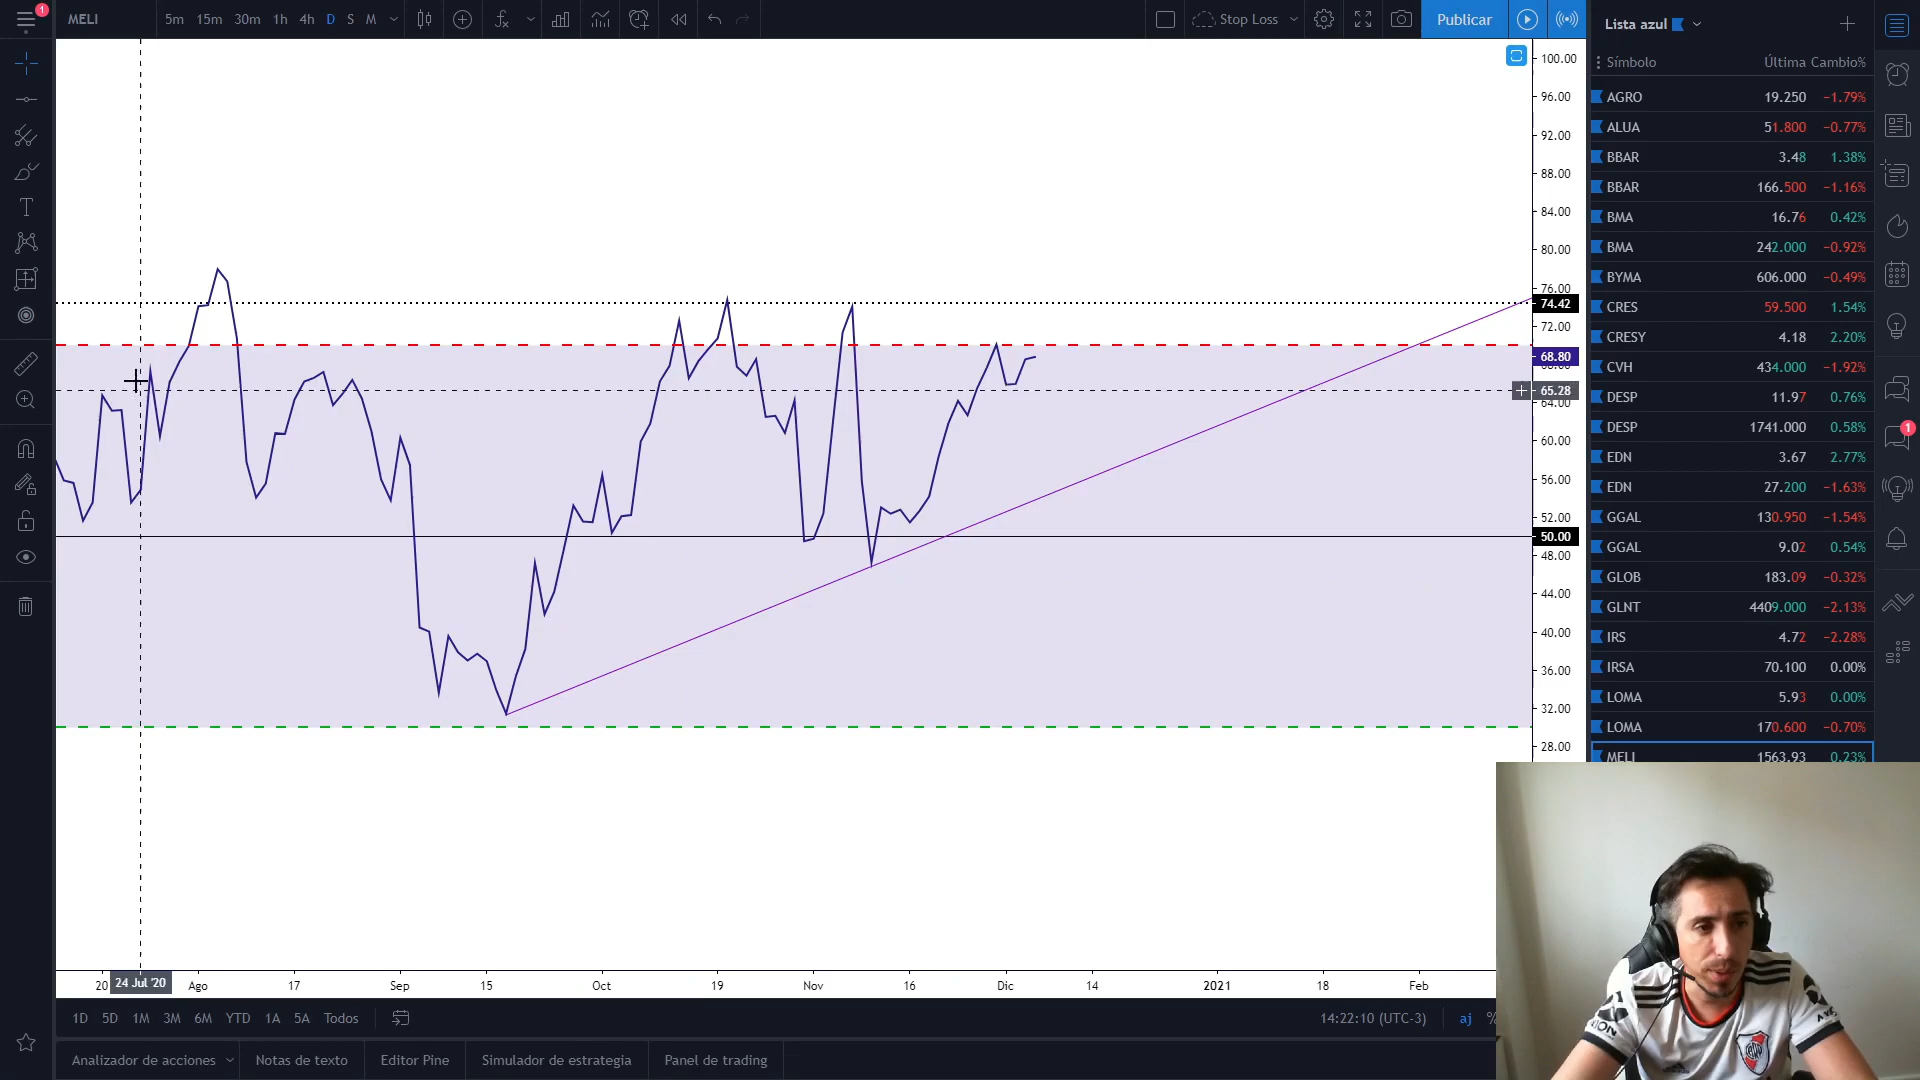 1
MELI 5m 15m 30m 1h 4h D S M Stop Loss Publicar
Lista azul
Símbolo Última Cambio%
AGRO 19.250 −1.79%
ALUA 51.800 −0.77%
BBAR 3.48 1.38%
BBAR 166.500 −1.16%
BMA 16.76 0.42%
BMA 242.000 −0.92%
BYMA 606.000 −0.49%
CRES 59.500 1.54%
CRESY 4.18 2.20%
CVH 434.000 −1.92%
DESP 11.97 0.76%
DESP 1741.000 0.58%
EDN 3.67 2.77%
EDN 27.200 −1.63%
GGAL 130.950 −1.54%
GGAL 9.02 0.54%
GLOB 183.09 −0.32%
GLNT 4409.000 −2.13%
IRS 4.72 −2.28%
IRSA 70.100 0.00%
LOMA 5.93 0.00%
LOMA 170.600 −0.70%
MELI 1563.93 0.23%
1
100.00
96.00
92.00
88.00
84.00
80.00
76.00
74.42
72.00
68.80
65.28
64.00
60.00
56.00
52.00
50.00
48.00
44.00
40.00
36.00
32.00
28.00
20 24 Jul '20 Ago 17 Sep 15 Oct 19 Nov 16 Dic 14 2021 18 Feb
1D 5D 1M 3M 6M YTD 1A 5A Todos 14:22:10 (UTC-3) aj %
Analizador de acciones Notas de texto Editor Pine Simulador de estrategia Panel de trading